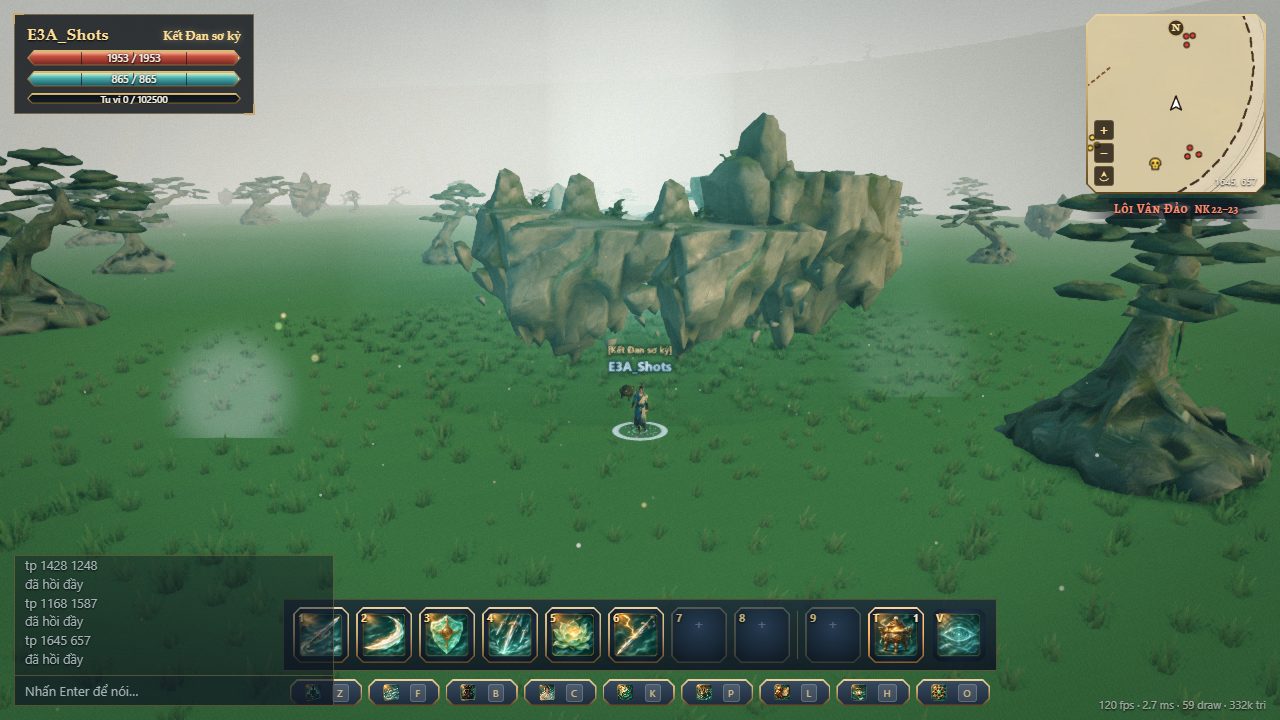 E3A_Shots
Kết Đan sơ kỳ
1953 / 1953
865 / 865
Tu vi 0 / 102500
N
+
−
1645, 657
Lôi Vân Đảo NK 22-23
[Kết Đan sơ kỳ]
E3A_Shots
tp 1428 1248
đã hồi đầy
tp 1168 1587
đã hồi đầy
tp 1645 657
đã hồi đầy
Nhấn Enter để nói...
1 2 3 4 5 6 7 + 8 + 9 + T 1 V
Z F B C K P L H O
120 fps · 2.7 ms · 59 draw · 332k tri